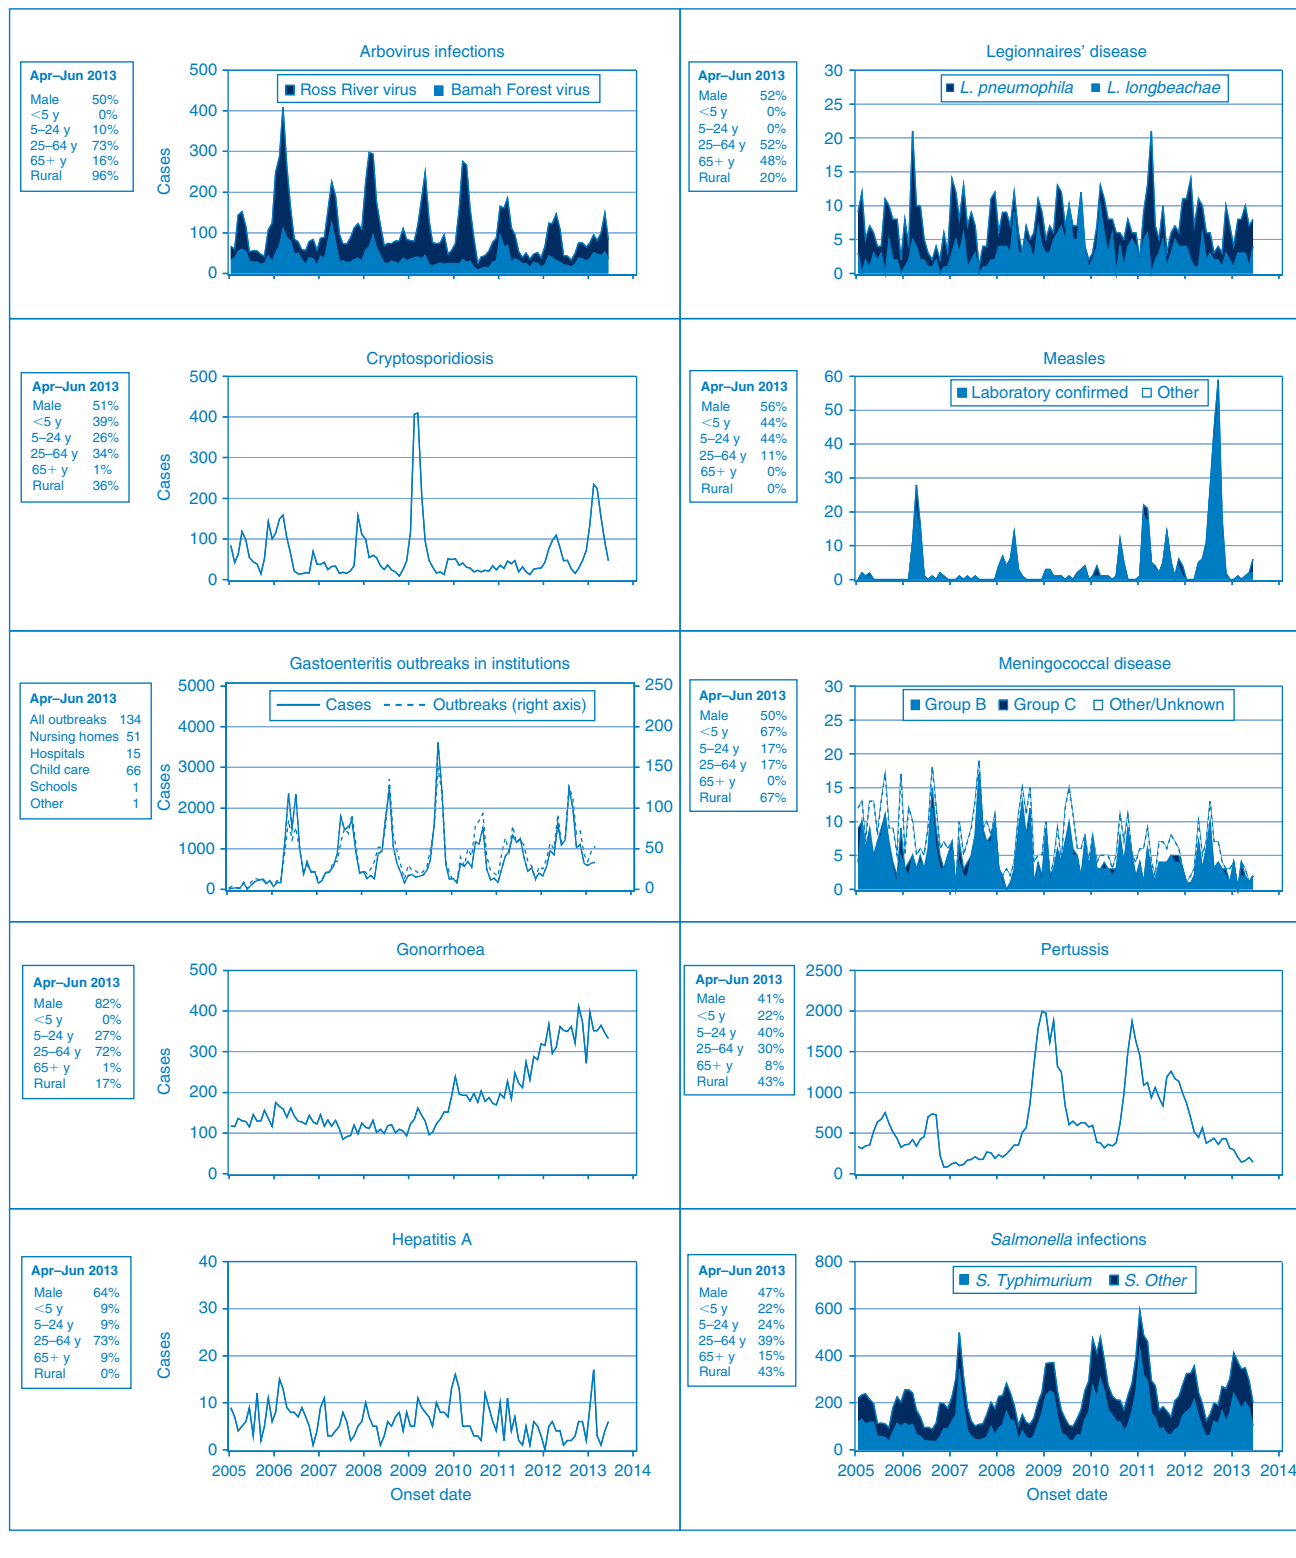 Arbovirus infections
Apr–Jun 2013
Male 50%
<5 y 0%
5–24 y 10%
25–64 y 73%
65+ y 16%
Rural 96%
Cases
500
400
300
200
100
0
Ross River virus Bamah Forest virus
Legionnaires’ disease
Apr–Jun 2013
Male 52%
<5 y 0%
5–24 y 0%
25–64 y 52%
65+ y 48%
Rural 20%
30
25
20
15
10
5
0
L. pneumophila L. longbeachae
Cryptosporidiosis
Apr–Jun 2013
Male 51%
<5 y 39%
5–24 y 26%
25–64 y 34%
65+ y 1%
Rural 36%
Cases
500
400
300
200
100
0
Measles
Apr–Jun 2013
Male 56%
<5 y 44%
5–24 y 44%
25–64 y 11%
65+ y 0%
Rural 0%
60
50
40
30
20
10
0
Laboratory confirmed Other
Gastoenteritis outbreaks in institutions
Apr–Jun 2013
All outbreaks 134
Nursing homes 51
Hospitals 15
Child care 66
Schools 1
Other 1
Cases
5000
4000
3000
2000
1000
0
Cases Outbreaks (right axis)
250
200
150
100
50
0
Meningococcal disease
Apr–Jun 2013
Male 50%
<5 y 67%
5–24 y 17%
25–64 y 17%
65+ y 0%
Rural 67%
30
25
20
15
10
5
0
Group B Group C Other/Unknown
Gonorrhoea
Apr–Jun 2013
Male 82%
<5 y 0%
5–24 y 27%
25–64 y 72%
65+ y 1%
Rural 17%
Cases
500
400
300
200
100
0
Pertussis
Apr–Jun 2013
Male 41%
<5 y 22%
5–24 y 40%
25–64 y 30%
65+ y 8%
Rural 43%
2500
2000
1500
1000
500
0
Hepatitis A
Apr–Jun 2013
Male 64%
<5 y 9%
5–24 y 9%
25–64 y 73%
65+ y 9%
Rural 0%
Cases
40
30
20
10
0
2005 2006 2007 2008 2009 2010 2011 2012 2013 2014
Onset date
Salmonella infections
Apr–Jun 2013
Male 47%
<5 y 22%
5–24 y 24%
25–64 y 39%
65+ y 15%
Rural 43%
800
600
400
200
0
S. Typhimurium S. Other
2005 2006 2007 2008 2009 2010 2011 2012 2013 2014
Onset date